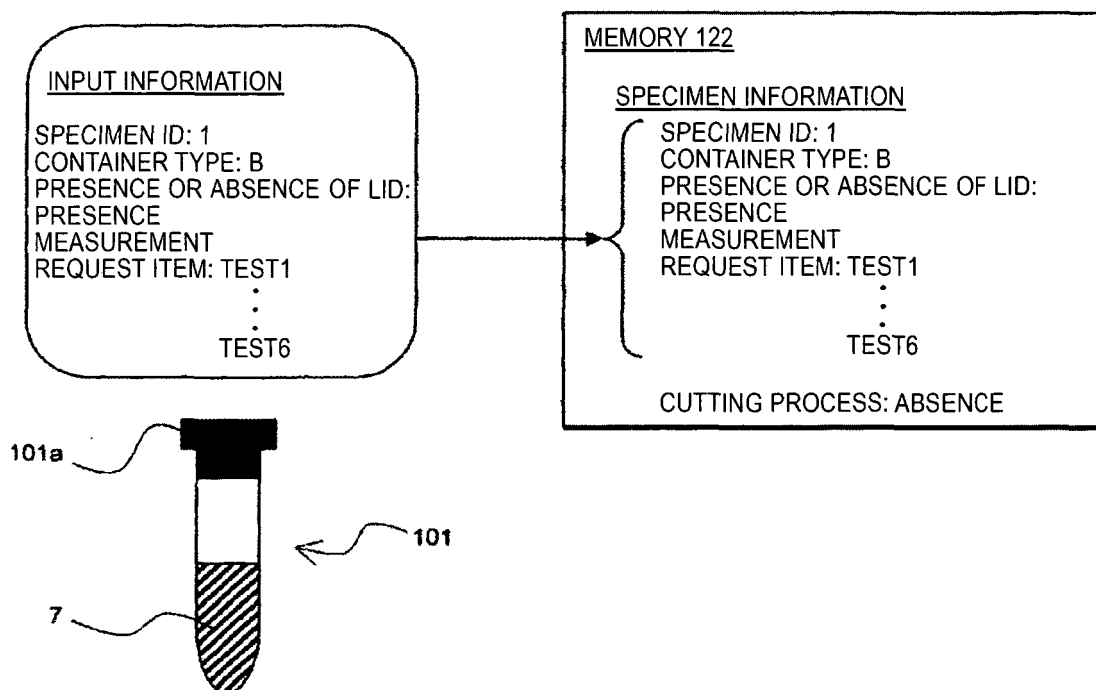 INPUT INFORMATION
SPECIMEN ID: 1
CONTAINER TYPE: B
PRESENCE OR ABSENCE OF LID:
PRESENCE
MEASUREMENT
REQUEST ITEM: TEST1
TEST6
MEMORY 122
SPECIMEN INFORMATION
SPECIMEN ID: 1
CONTAINER TYPE: B
PRESENCE OR ABSENCE OF LID:
PRESENCE
MEASUREMENT
REQUEST ITEM: TEST1
TEST6
CUTTING PROCESS: ABSENCE
101a
101
7